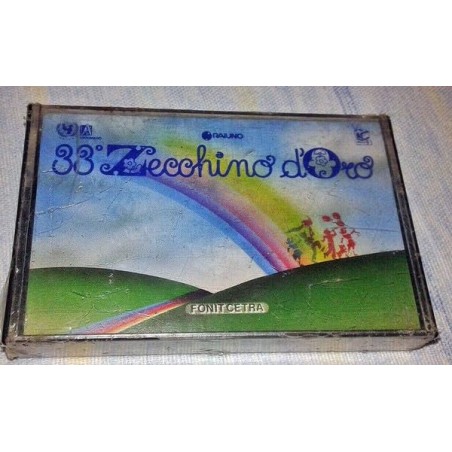 RAIUNO
33° Zecchino d'Oro
FONIT CETRA